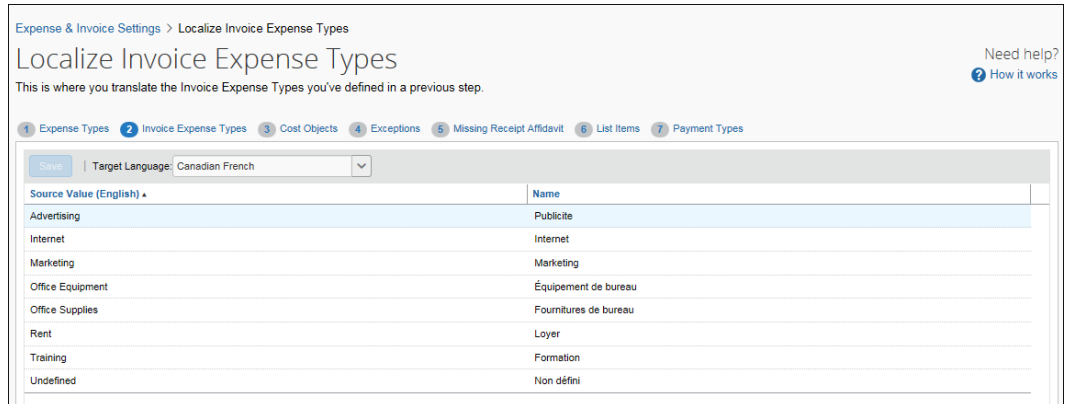 Expense & Invoice Settings > Localize Invoice Expense Types
Localize Invoice Expense Types
Need help?
? How it works
This is where you translate the Invoice Expense Types you've defined in a previous step.
1 Expense Types 2 Invoice Expense Types 3 Cost Objects 4 Exceptions 5 Missing Receipt Affidavit 6 List Items 7 Payment Types
Save | Target Language: Canadian French
Source Value (English) ▲ Name
Advertising Publicite
Internet Internet
Marketing Marketing
Office Equipment Équipement de bureau
Office Supplies Fournitures de bureau
Rent Loyer
Training Formation
Undefined Non défini